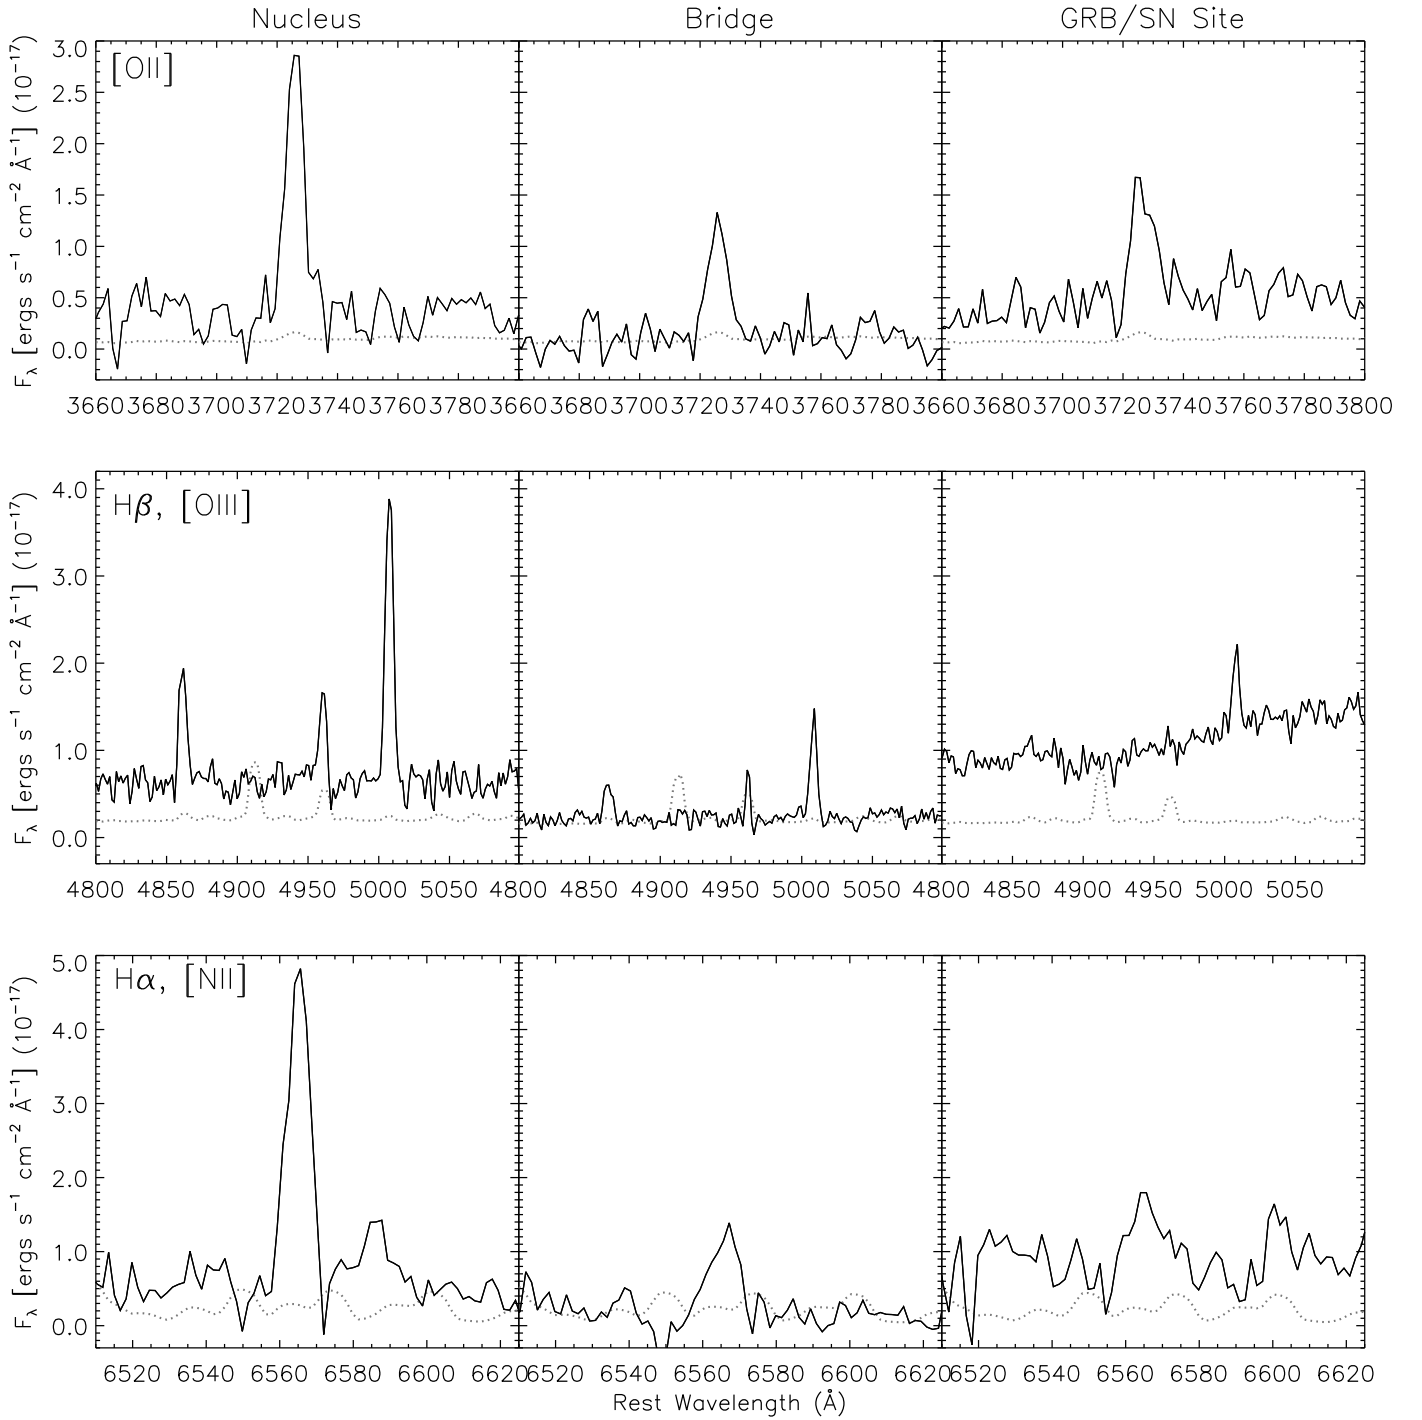 Nucleus Bridge GRB/SN Site
[OII]
F_λ [ergs s⁻¹ cm⁻² Å⁻¹] (10⁻¹⁷)
3.0
2.5
2.0
1.5
1.0
0.5
0.0
3660 3680 3700 3720 3740 3760 3780 3660 3680 3700 3720 3740 3760 3780 3660 3680 3700 3720 3740 3760 3780 3800
Hβ, [OIII]
F_λ [ergs s⁻¹ cm⁻² Å⁻¹] (10⁻¹⁷)
4.0
3.0
2.0
1.0
0.0
4800 4850 4900 4950 5000 5050 4800 4850 4900 4950 5000 5050 4800 4850 4900 4950 5000 5050
Hα, [NII]
F_λ [ergs s⁻¹ cm⁻² Å⁻¹] (10⁻¹⁷)
5.0
4.0
3.0
2.0
1.0
0.0
6520 6540 6560 6580 6600 6620 6520 6540 6560 6580 6600 6620 6520 6540 6560 6580 6600 6620
Rest Wavelength (Å)